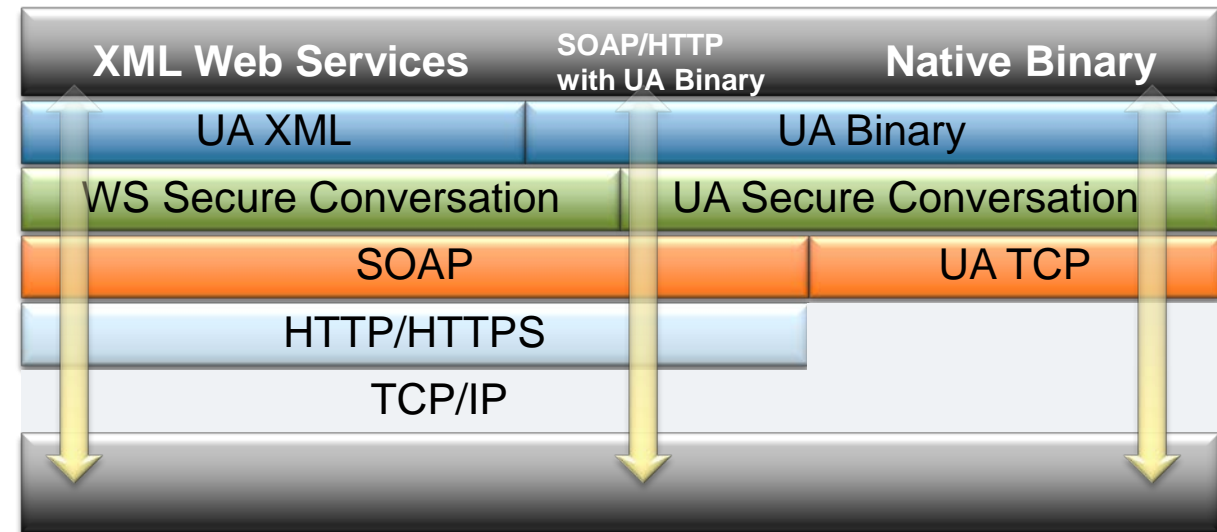 XML Web Services
SOAP/HTTP
with UA Binary
Native Binary
UA XML
UA Binary
WS Secure Conversation
UA Secure Conversation
SOAP
UA TCP
HTTP/HTTPS
TCP/IP